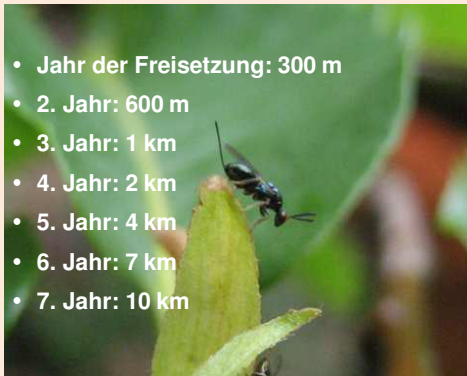 • Jahr der Freisetzung: 300 m
• 2. Jahr: 600 m
• 3. Jahr: 1 km
• 4. Jahr: 2 km
• 5. Jahr: 4 km
• 6. Jahr: 7 km
• 7. Jahr: 10 km